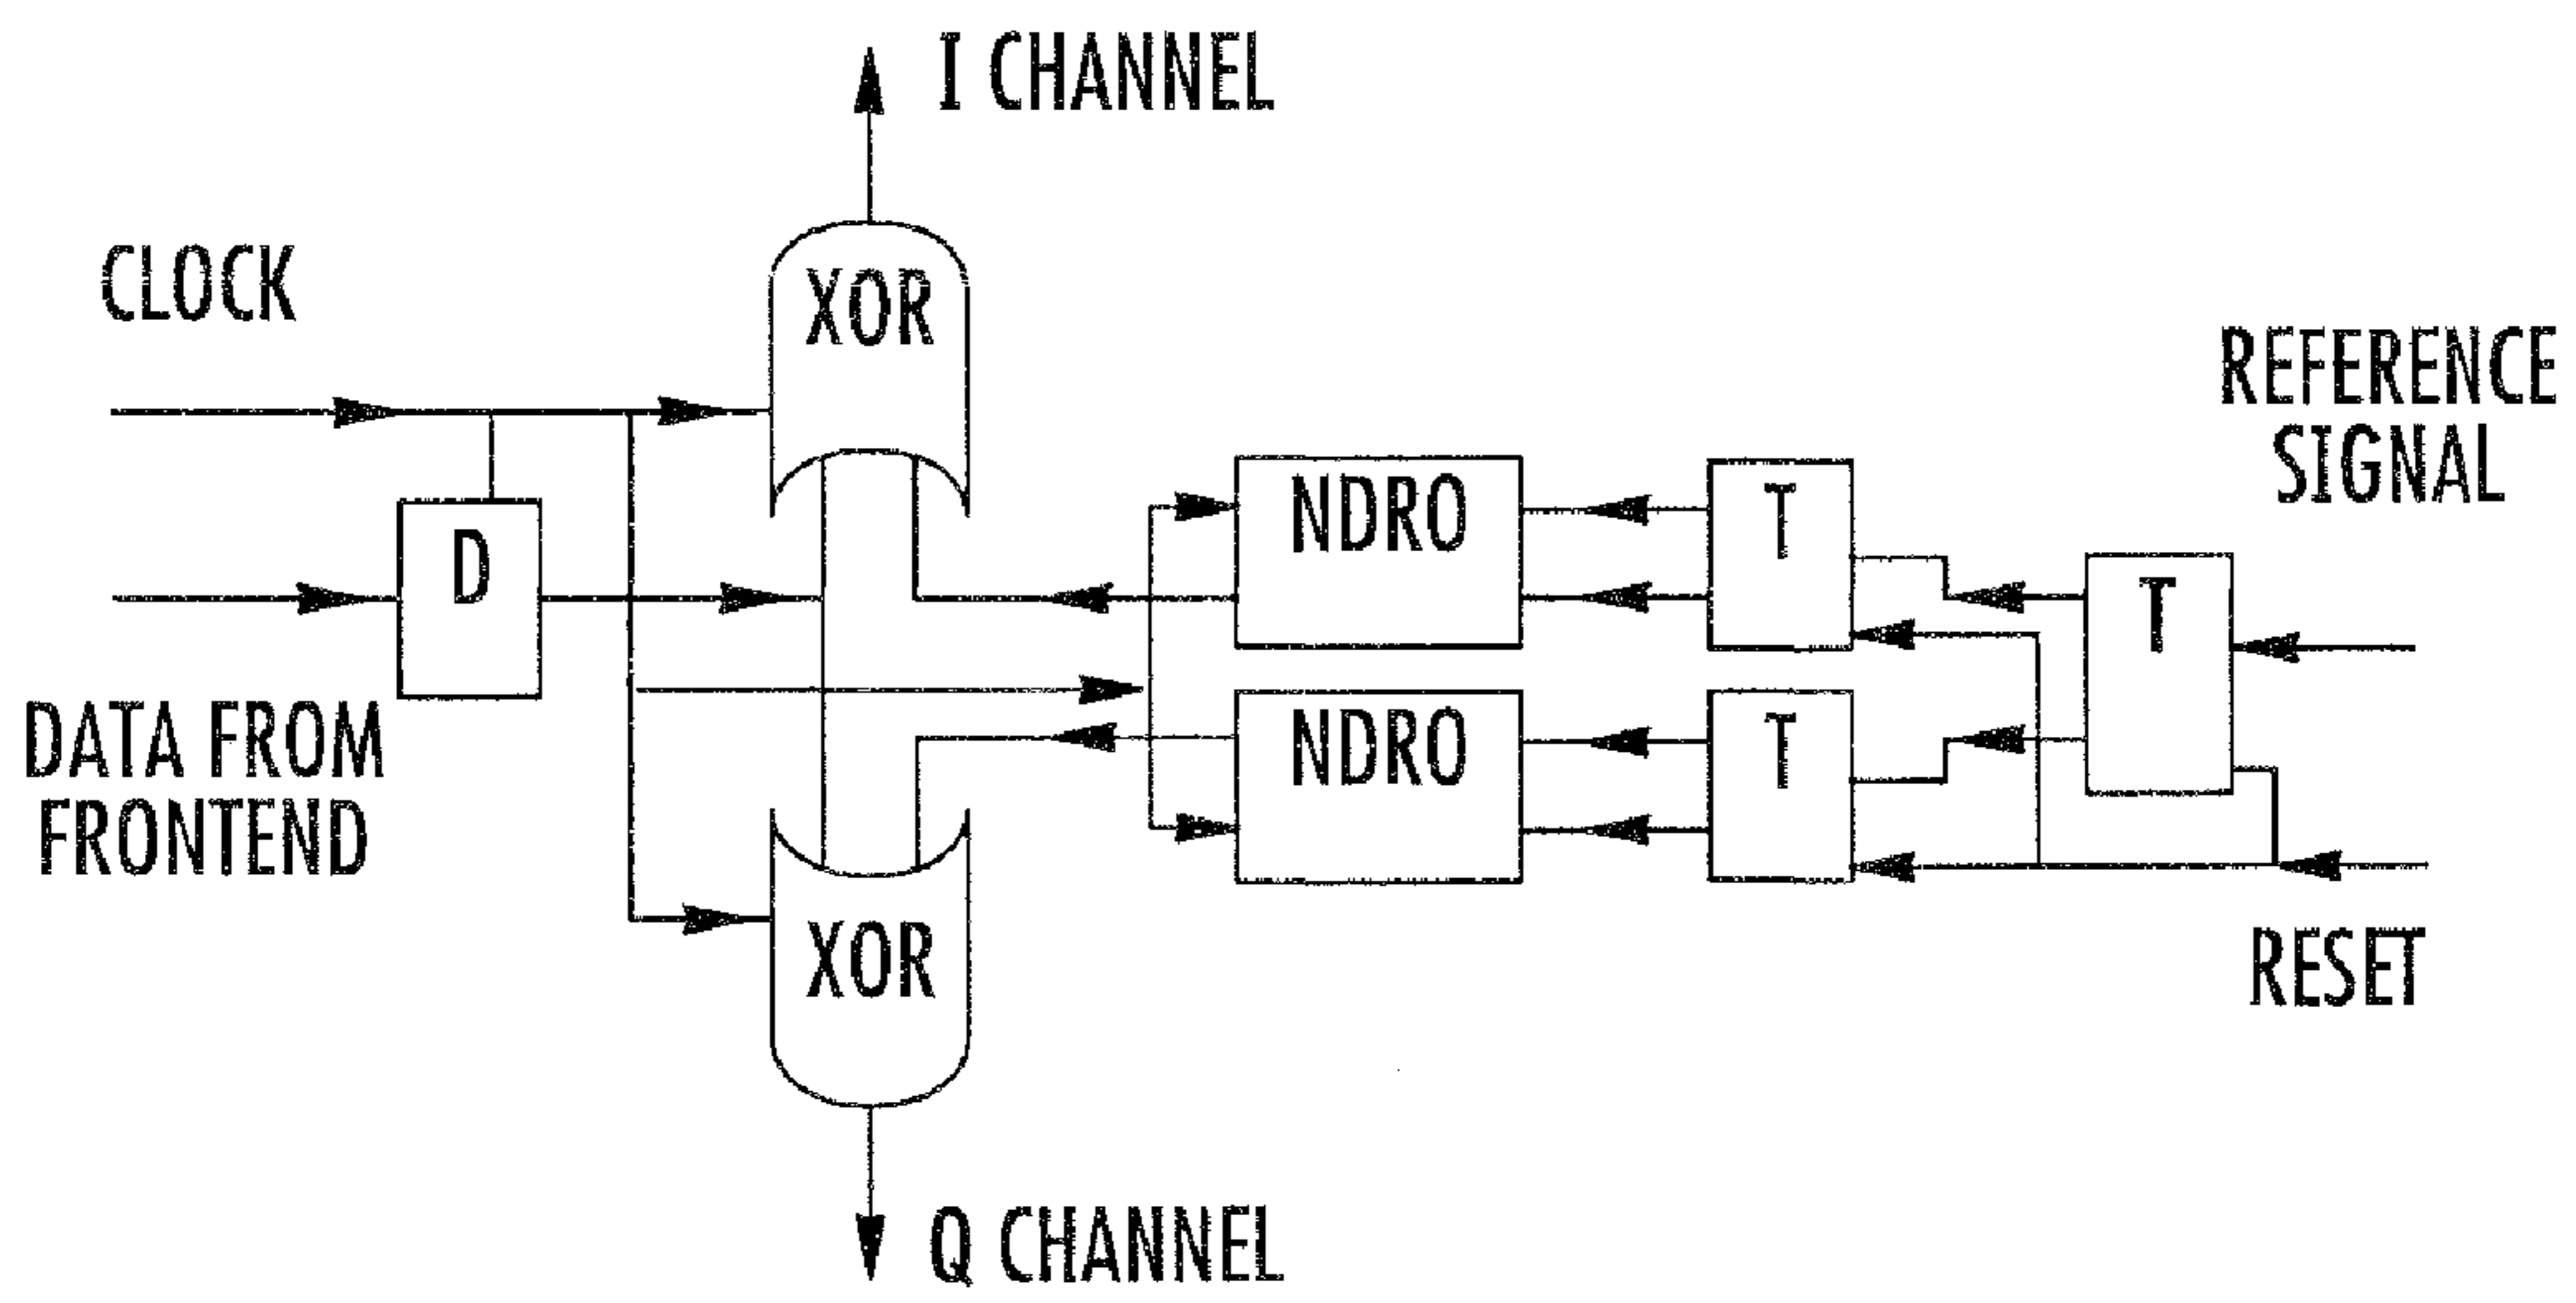 I CHANNEL
CLOCK
XOR
REFERENCE
SIGNAL
D
NDRO
T
T
DATA FROM
FRONTEND
NDRO
T
XOR
RESET
Q CHANNEL